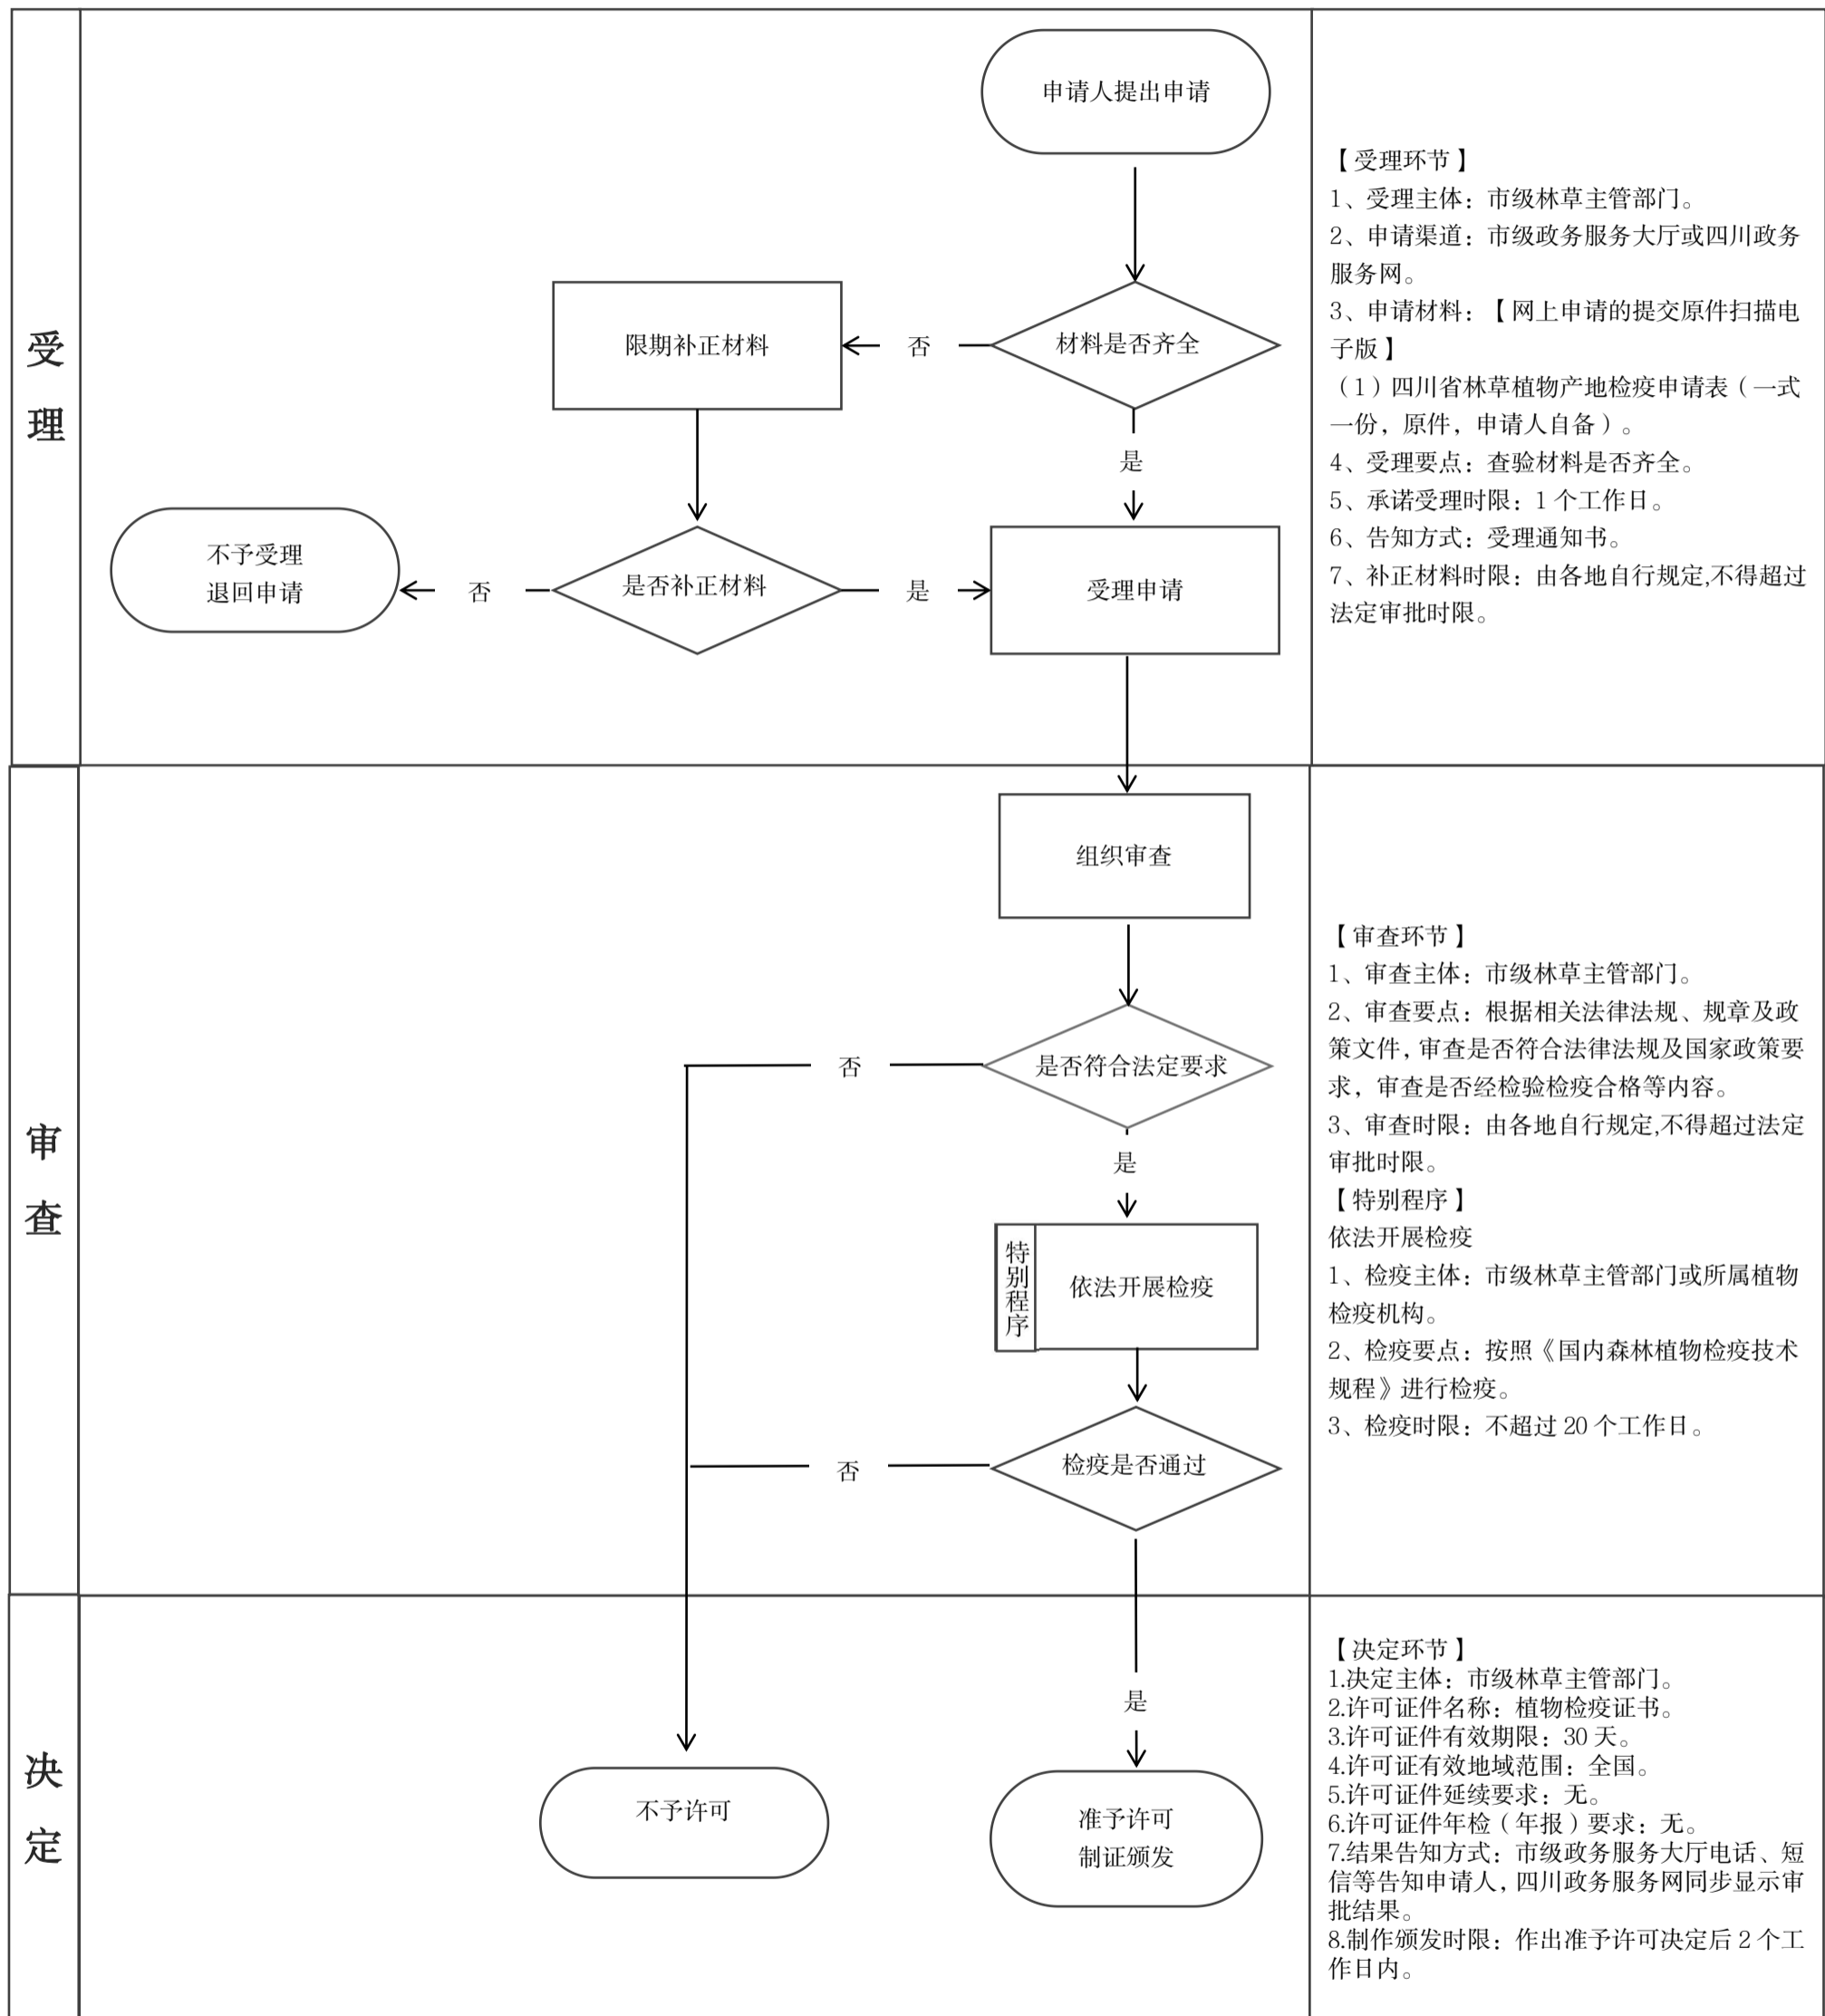 受
理
申请人提出申请
材料是否齐全
否
限期补正材料
是
是否补正材料
否
不予受理
退回申请
是
受理申请
【受理环节】
1、受理主体：市级林草主管部门。
2、申请渠道：市级政务服务大厅或四川政务
服务网。
3、申请材料：【网上申请的提交原件扫描电
子版】
（1）四川省林草植物产地检疫申请表（一式
一份，原件，申请人自备）。
4、受理要点：查验材料是否齐全。
5、承诺受理时限：1 个工作日。
6、告知方式：受理通知书。
7、补正材料时限：由各地自行规定,不得超过
法定审批时限。
审
查
组织审查
是否符合法定要求
否
是
特别程序
依法开展检疫
检疫是否通过
否
【审查环节】
1、审查主体：市级林草主管部门。
2、审查要点：根据相关法律法规、规章及政
策文件，审查是否符合法律法规及国家政策要
求，审查是否经检验检疫合格等内容。
3、审查时限：由各地自行规定,不得超过法定
审批时限。
【特别程序】
依法开展检疫
1、检疫主体：市级林草主管部门或所属植物
检疫机构。
2、检疫要点：按照《国内森林植物检疫技术
规程》进行检疫。
3、检疫时限：不超过 20 个工作日。
决
定
是
不予许可
准予许可
制证颁发
【决定环节】
1.决定主体：市级林草主管部门。
2.许可证件名称：植物检疫证书。
3.许可证件有效期限：30 天。
4.许可证有效地域范围：全国。
5.许可证件延续要求：无。
6.许可证件年检（年报）要求：无。
7.结果告知方式：市级政务服务大厅电话、短
信等告知申请人，四川政务服务网同步显示审
批结果。
8.制作颁发时限：作出准予许可决定后 2 个工
作日内。